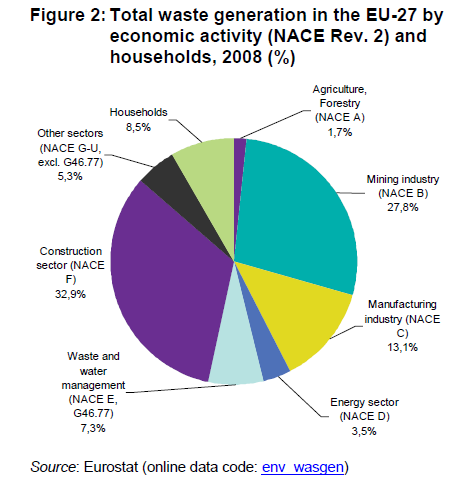 Figure 2: Total waste generation in the EU-27 by
economic activity (NACE Rev. 2) and
households, 2008 (%)
Agriculture,
Forestry
(NACE A)
1,7%
Mining industry
(NACE B)
27,8%
Manufacturing
industry (NACE
C)
13,1%
Energy sector
(NACE D)
3,5%
Waste and
water
management
(NACE E,
G46.77)
7,3%
Construction
sector (NACE
F)
32,9%
Other sectors
(NACE G-U,
excl. G46.77)
5,3%
Households
8,5%
Source: Eurostat (online data code: env_wasgen)